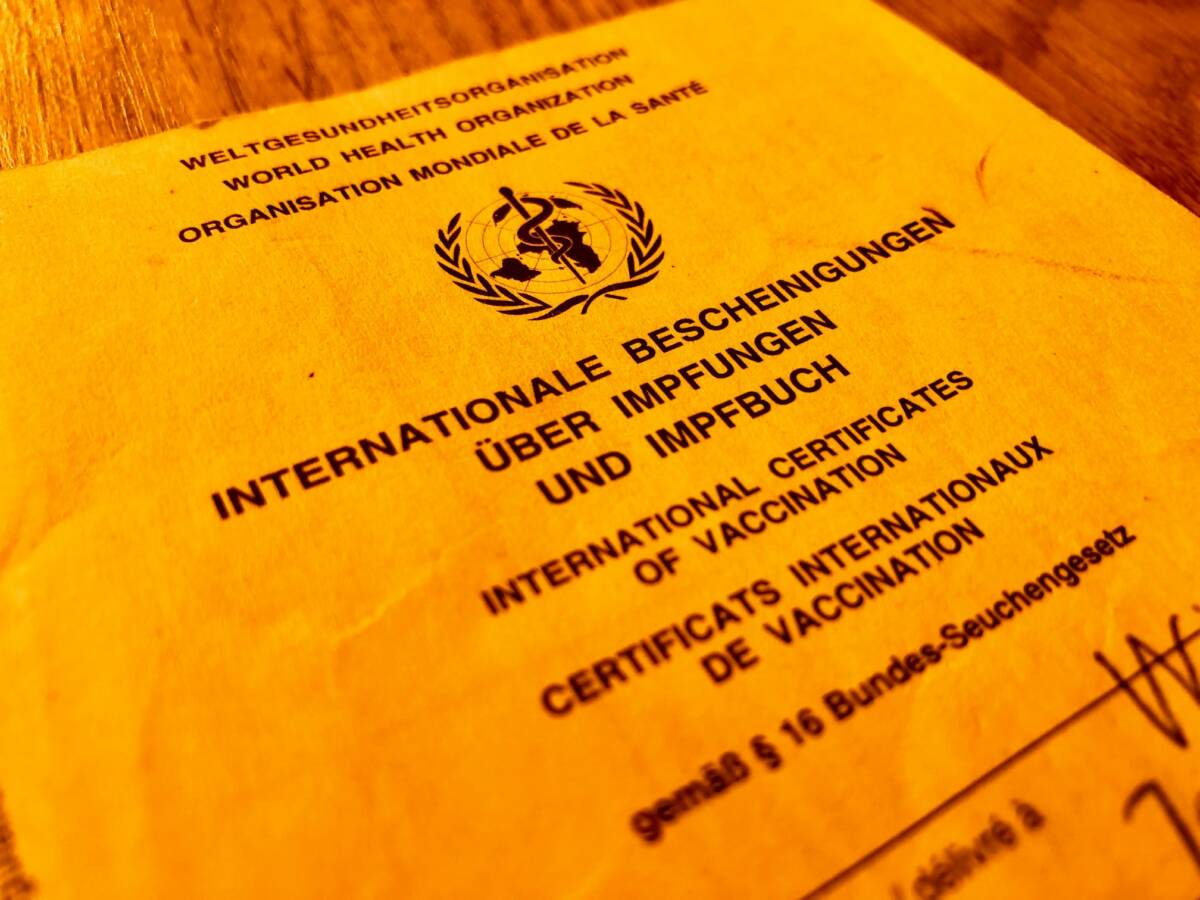 WELTGESUNDHEITSORGANISATION
WORLD HEALTH ORGANIZATION
ORGANISATION MONDIALE DE LA SANTÉ
INTERNATIONALE BESCHEINIGUNGEN
ÜBER IMPFUNGEN
UND IMPFBUCH
INTERNATIONAL CERTIFICATES
OF VACCINATION
CERTIFICATS INTERNATIONAUX
DE VACCINATION
gemäß § 16 Bundes-Seuchengesetz
/ délivré à